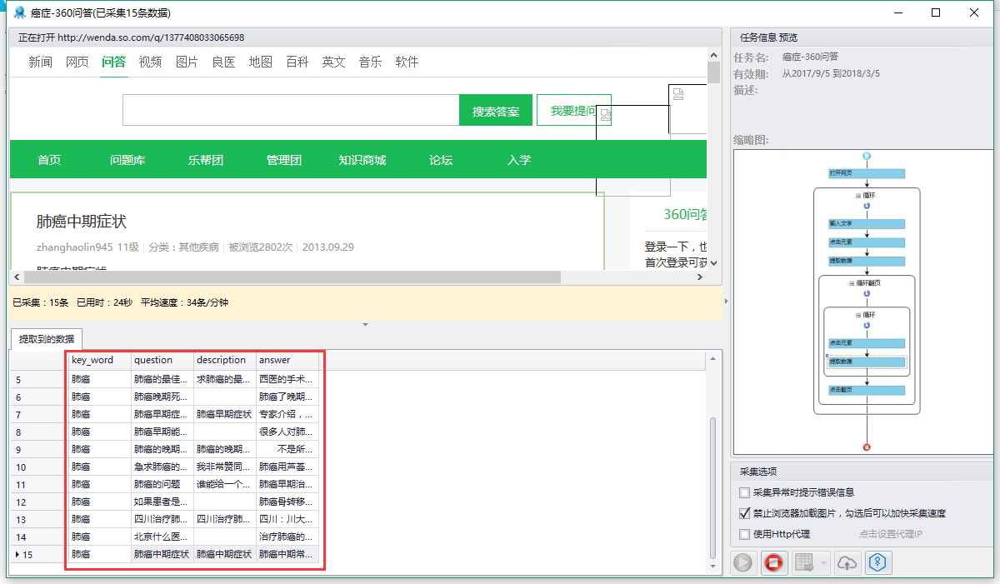 癌症-360问答(已采集15条数据)
正在打开 http://wenda.so.com/q/1377408033065698
新闻 网页 问答 视频 图片 良医 地图 百科 英文 音乐 软件
搜索答案 我要提问
首页 问题库 乐帮团 管理团 知识商城 论坛 入学
肺癌中期症状
zhanghaolin945 11级 分类：其他疾病 被浏览2802次 2013.09.29
肺癌中期症状
360问答
登录一下，也
首次登录可获
已采集：15条 已用时：24秒 平均速度：34条/分钟
提取到的数据
key_word question description answer
5 肺癌 肺癌的最佳... 求肺癌的最... 西医的手术...
6 肺癌 肺癌晚期死... 肺癌了晚期...
7 肺癌 肺癌早期症... 肺癌早期症状 专家介绍，...
8 肺癌 肺癌早期能... 很多人对肺...
9 肺癌 肺癌的晚期... 肺癌的晚期... 不是所...
10 肺癌 急求肺癌的... 我非常赞同... 肺癌用芦荟...
11 肺癌 肺癌的问题 谁能给一个... 肺癌早期治...
12 肺癌 如果患者是... 肺癌骨转移...
13 肺癌 四川治疗肺... 四川治疗肺... 四川：川大...
14 肺癌 北京什么医... 治疗肺癌的...
15 肺癌 肺癌中期症状 肺癌中期症状 肺癌中期常...
任务信息 预览
任务名: 癌症-360问答
有效期: 从2017/9/5 到2018/3/5
描述:
缩略图:
打开网页
循环
输入文字
点击元素
提取数据
循环翻页
循环
点击元素
提取数据
点击翻页
采集选项
采集异常时提示错误信息
禁止浏览器加载图片，勾选后可以加快采集速度
使用Http代理 点击设置代理IP